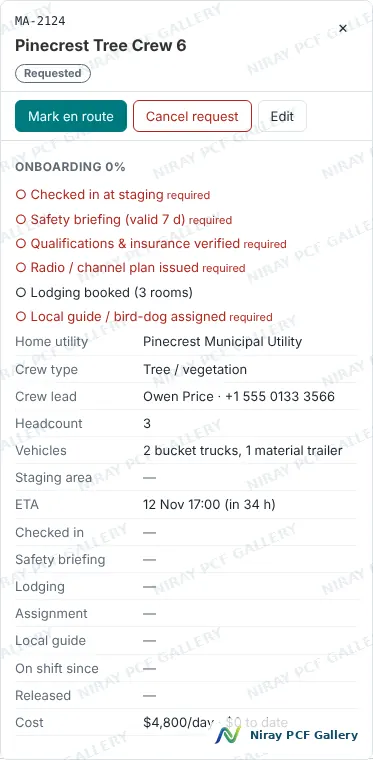 MA-2124
×
Pinecrest Tree Crew 6
Requested
Mark en route
Cancel request
Edit
ONBOARDING 0%
Checked in at staging required
Safety briefing (valid 7 d) required
Qualifications & insurance verified required
Radio / channel plan issued required
Lodging booked (3 rooms)
Local guide / bird-dog assigned required
Home utility Pinecrest Municipal Utility
Crew type Tree / vegetation
Crew lead Owen Price · +1 555 0133 3566
Headcount 3
Vehicles 2 bucket trucks, 1 material trailer
Staging area —
ETA 12 Nov 17:00 (in 34 h)
Checked in —
Safety briefing —
Lodging —
Assignment —
Local guide —
On shift since —
Released —
Cost $4,800/day · $0 to date
Niray PCF Gallery
NIRAY PCF GALLERY